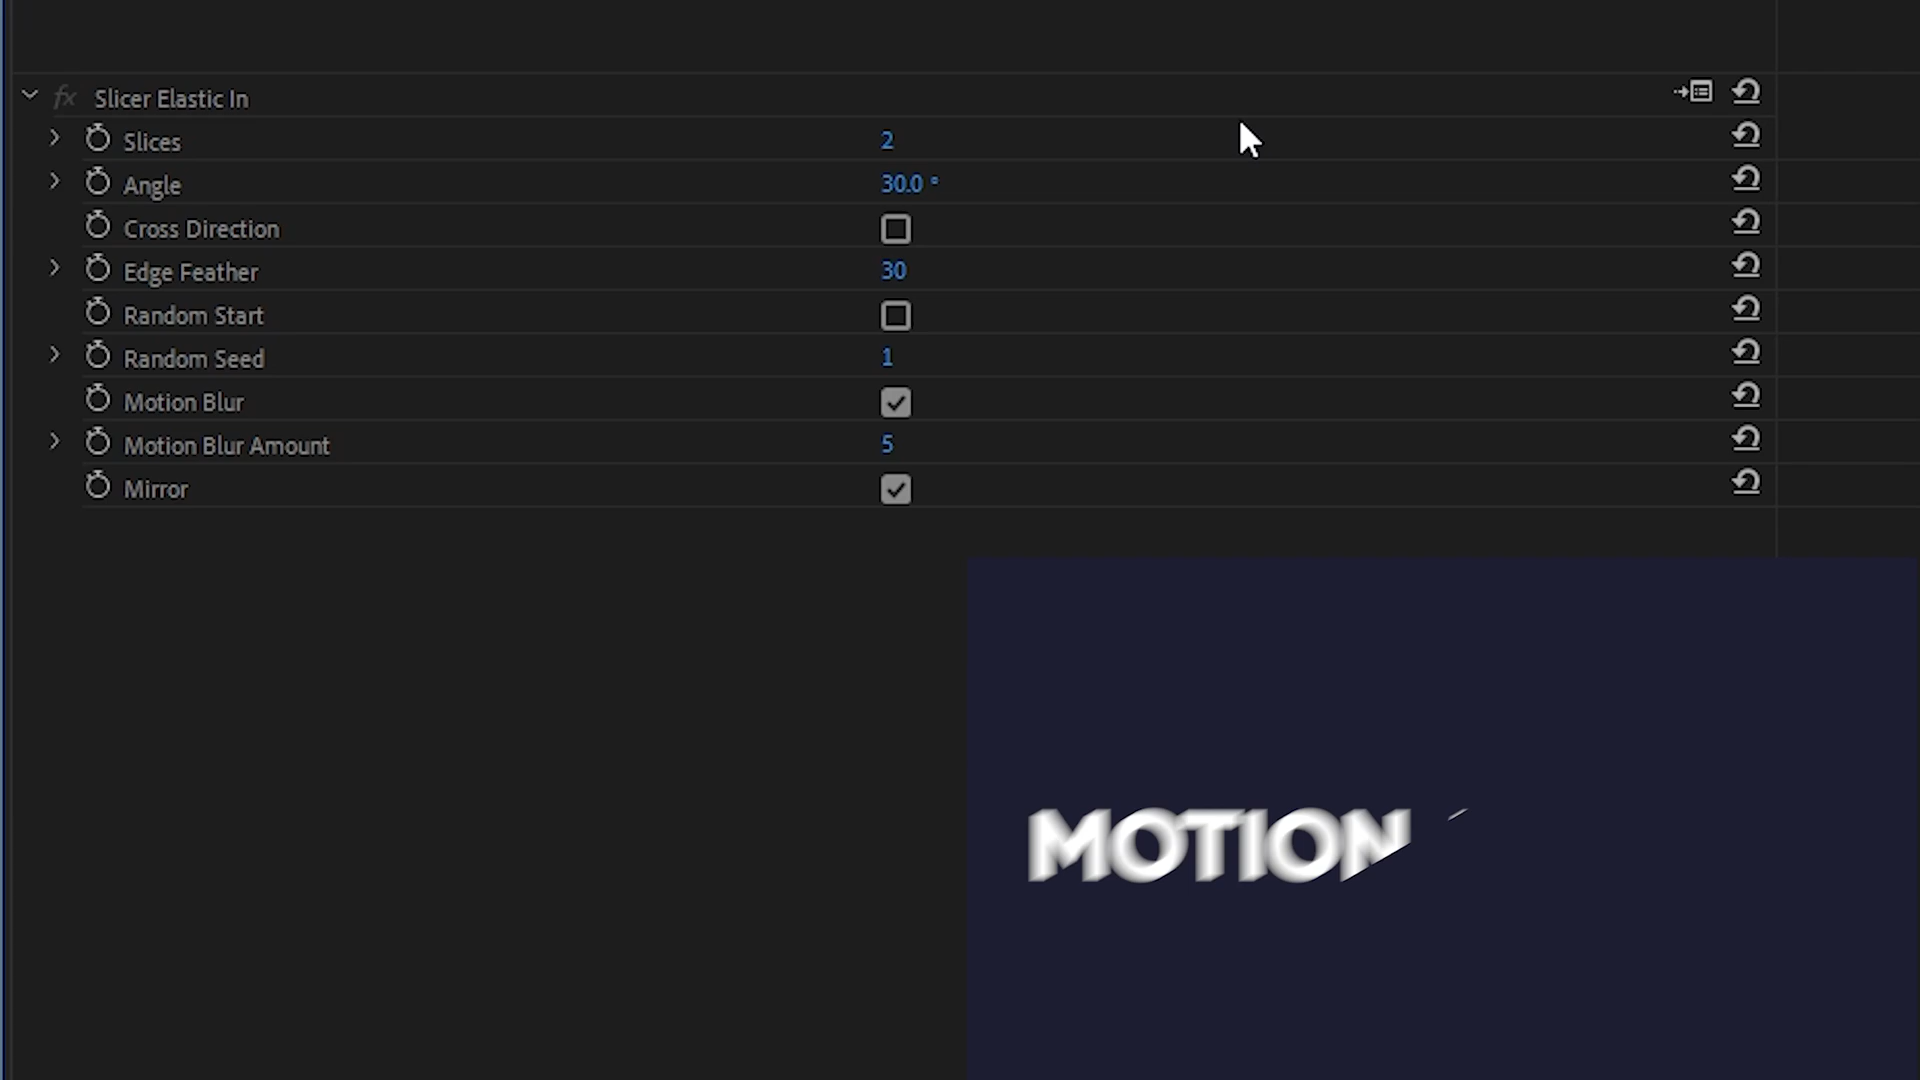 fx Slicer Elastic In
Slices 2
Angle 30.0 °
Cross Direction
Edge Feather 30
Random Start
Random Seed 1
Motion Blur
Motion Blur Amount 5
Mirror
MOTION